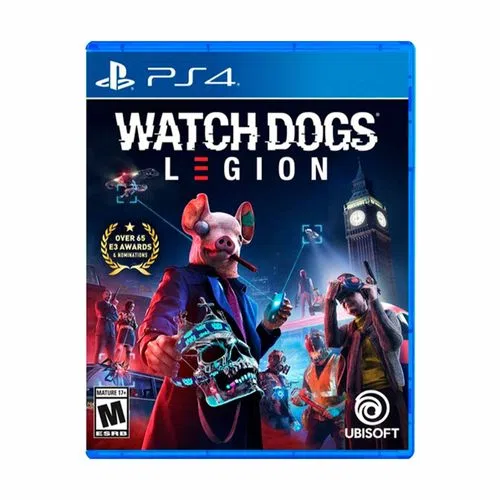 PS4
WATCH DOGS®
LEGION
OVER 65
E3 AWARDS
& NOMINATIONS
MATURE 17+
M
ESRB
UBISOFT